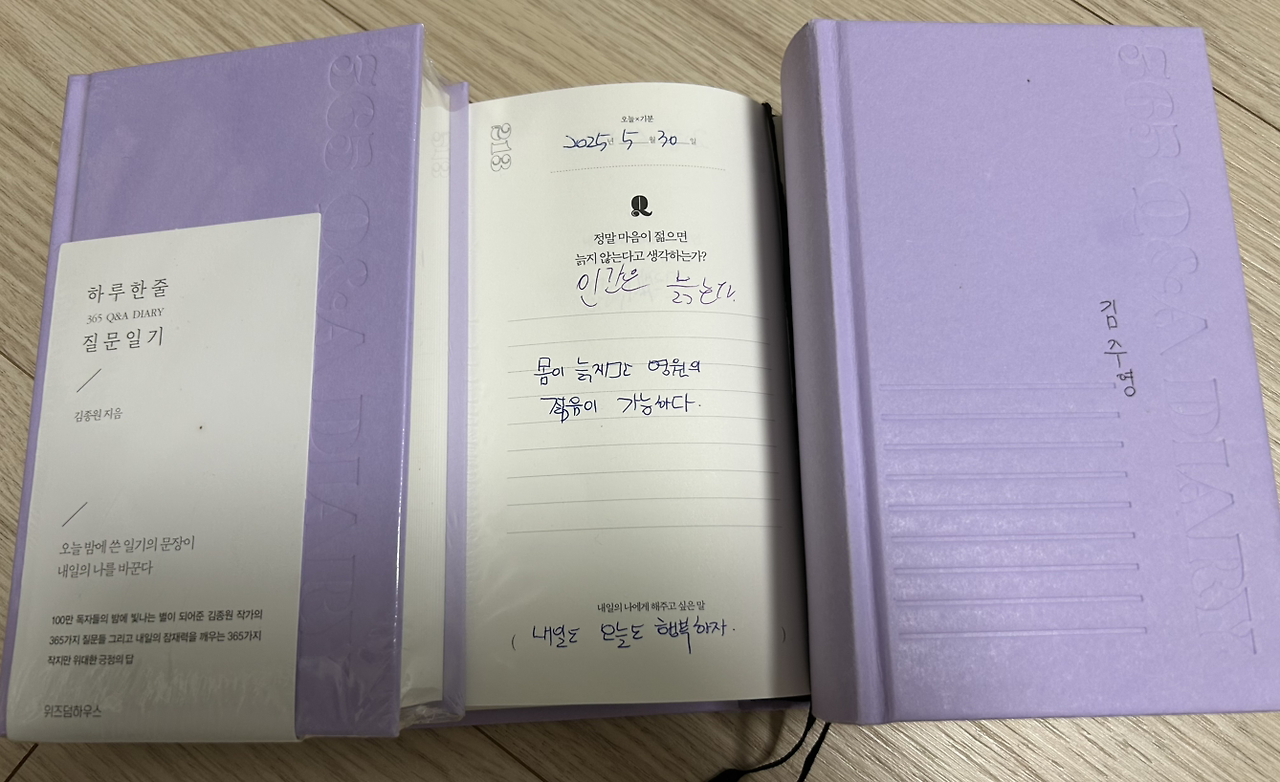 365 Q&A DIARY
하루 한 줄
365 Q&A DIARY
질문 일기
김종원 지음
오늘 밤에 쓴 일기의 문장이
내일의 나를 바꾼다
100만 독자들의 밤에 빛나는 별이 되어준 김종원 작가의
365가지 질문들 그리고 내일의 잠재력을 깨우는 365가지
작지만 위대한 긍정의 답
위즈덤하우스
213
오늘×기분
2025년 5월 30일
Q
정말 마음이 젊으면
늙지 않는다고 생각하는가?
인간은 늙는다.
몸이 늙지만 영원의
젊음이 가능하다.
내일의 나에게 해주고 싶은 말
( 내일도 오늘도 행복하자. )
365 Q&A DIARY
김주영